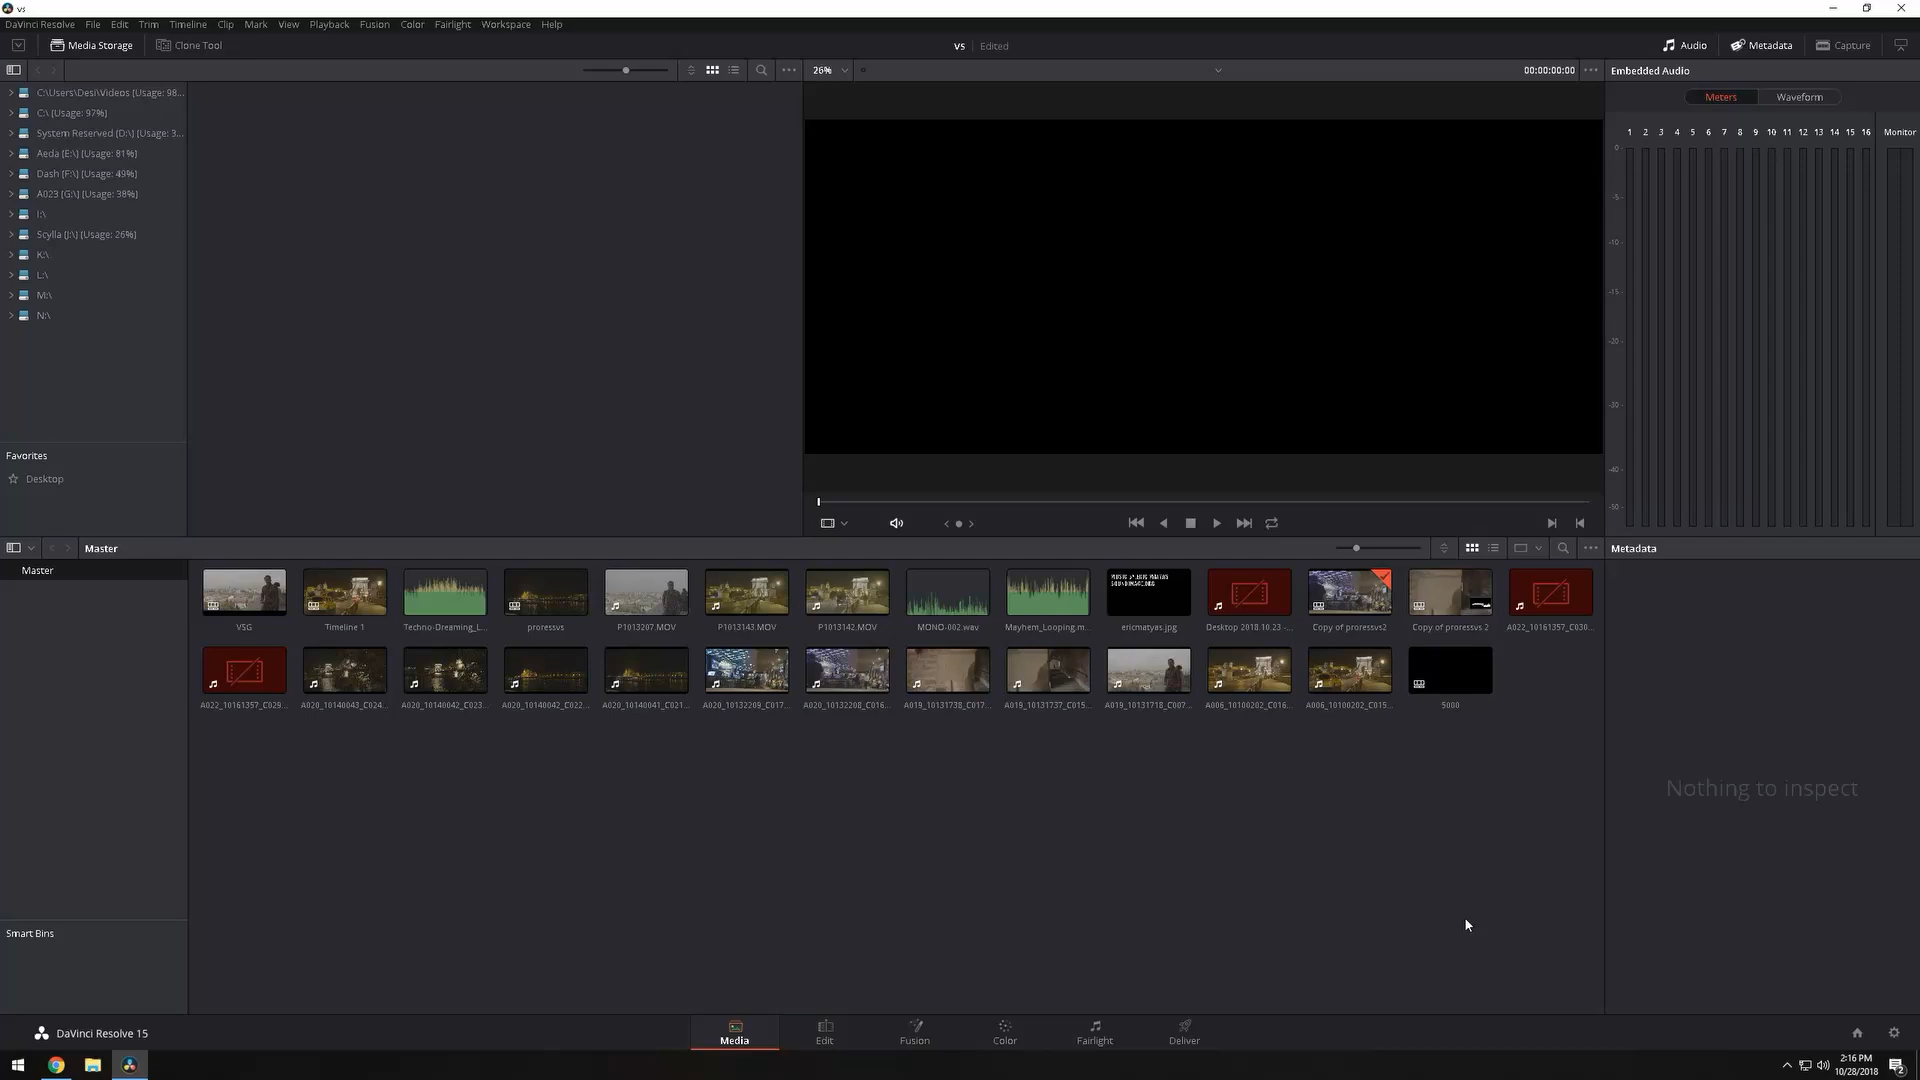 vs
DaVinci Resolve File Edit Trim Timeline Clip Mark View Playback Fusion Color Fairlight Workspace Help
Media Storage Clone Tool vs Edited Audio Metadata Capture
26% 00:00:00:00 Embedded Audio
Meters Waveform
1 2 3 4 5 6 7 8 9 10 11 12 13 14 15 16 Monitor
0
-5
-10
-15
-20
-30
-40
-50
C:\Users\Desi\Videos [Usage: 98...
C:\ [Usage: 97%]
System Reserved [D:\] [Usage: 3...
Aeda [E:\] [Usage: 81%]
Dash [F:\] [Usage: 49%]
A023 [G:\] [Usage: 38%]
I:\
Scylla [J:\] [Usage: 26%]
K:\
L:\
M:\
N:\
Favorites
Desktop
Master Metadata
Master
VSG Timeline 1 Techno-Dreaming_L... proressvs P1013207.MOV P1013143.MOV P1013142.MOV MONO-002.wav Mayhem_Looping.m... ericmatyas.jpg Desktop 2018.10.23 -... Copy of proressvs2 Copy of proressvs 2 A022_10161357_C030...
A022_10161357_C029... A020_10140043_C024... A020_10140042_C023... A020_10140042_C022... A020_10140041_C021... A020_10132209_C017... A020_10132208_C016... A019_10131738_C017... A019_10131737_C015... A019_10131718_C007... A006_10100202_C016... A006_10100202_C015... 5000
Nothing to inspect
Smart Bins
DaVinci Resolve 15
Media Edit Fusion Color Fairlight Deliver
2:16 PM
10/28/2018
2